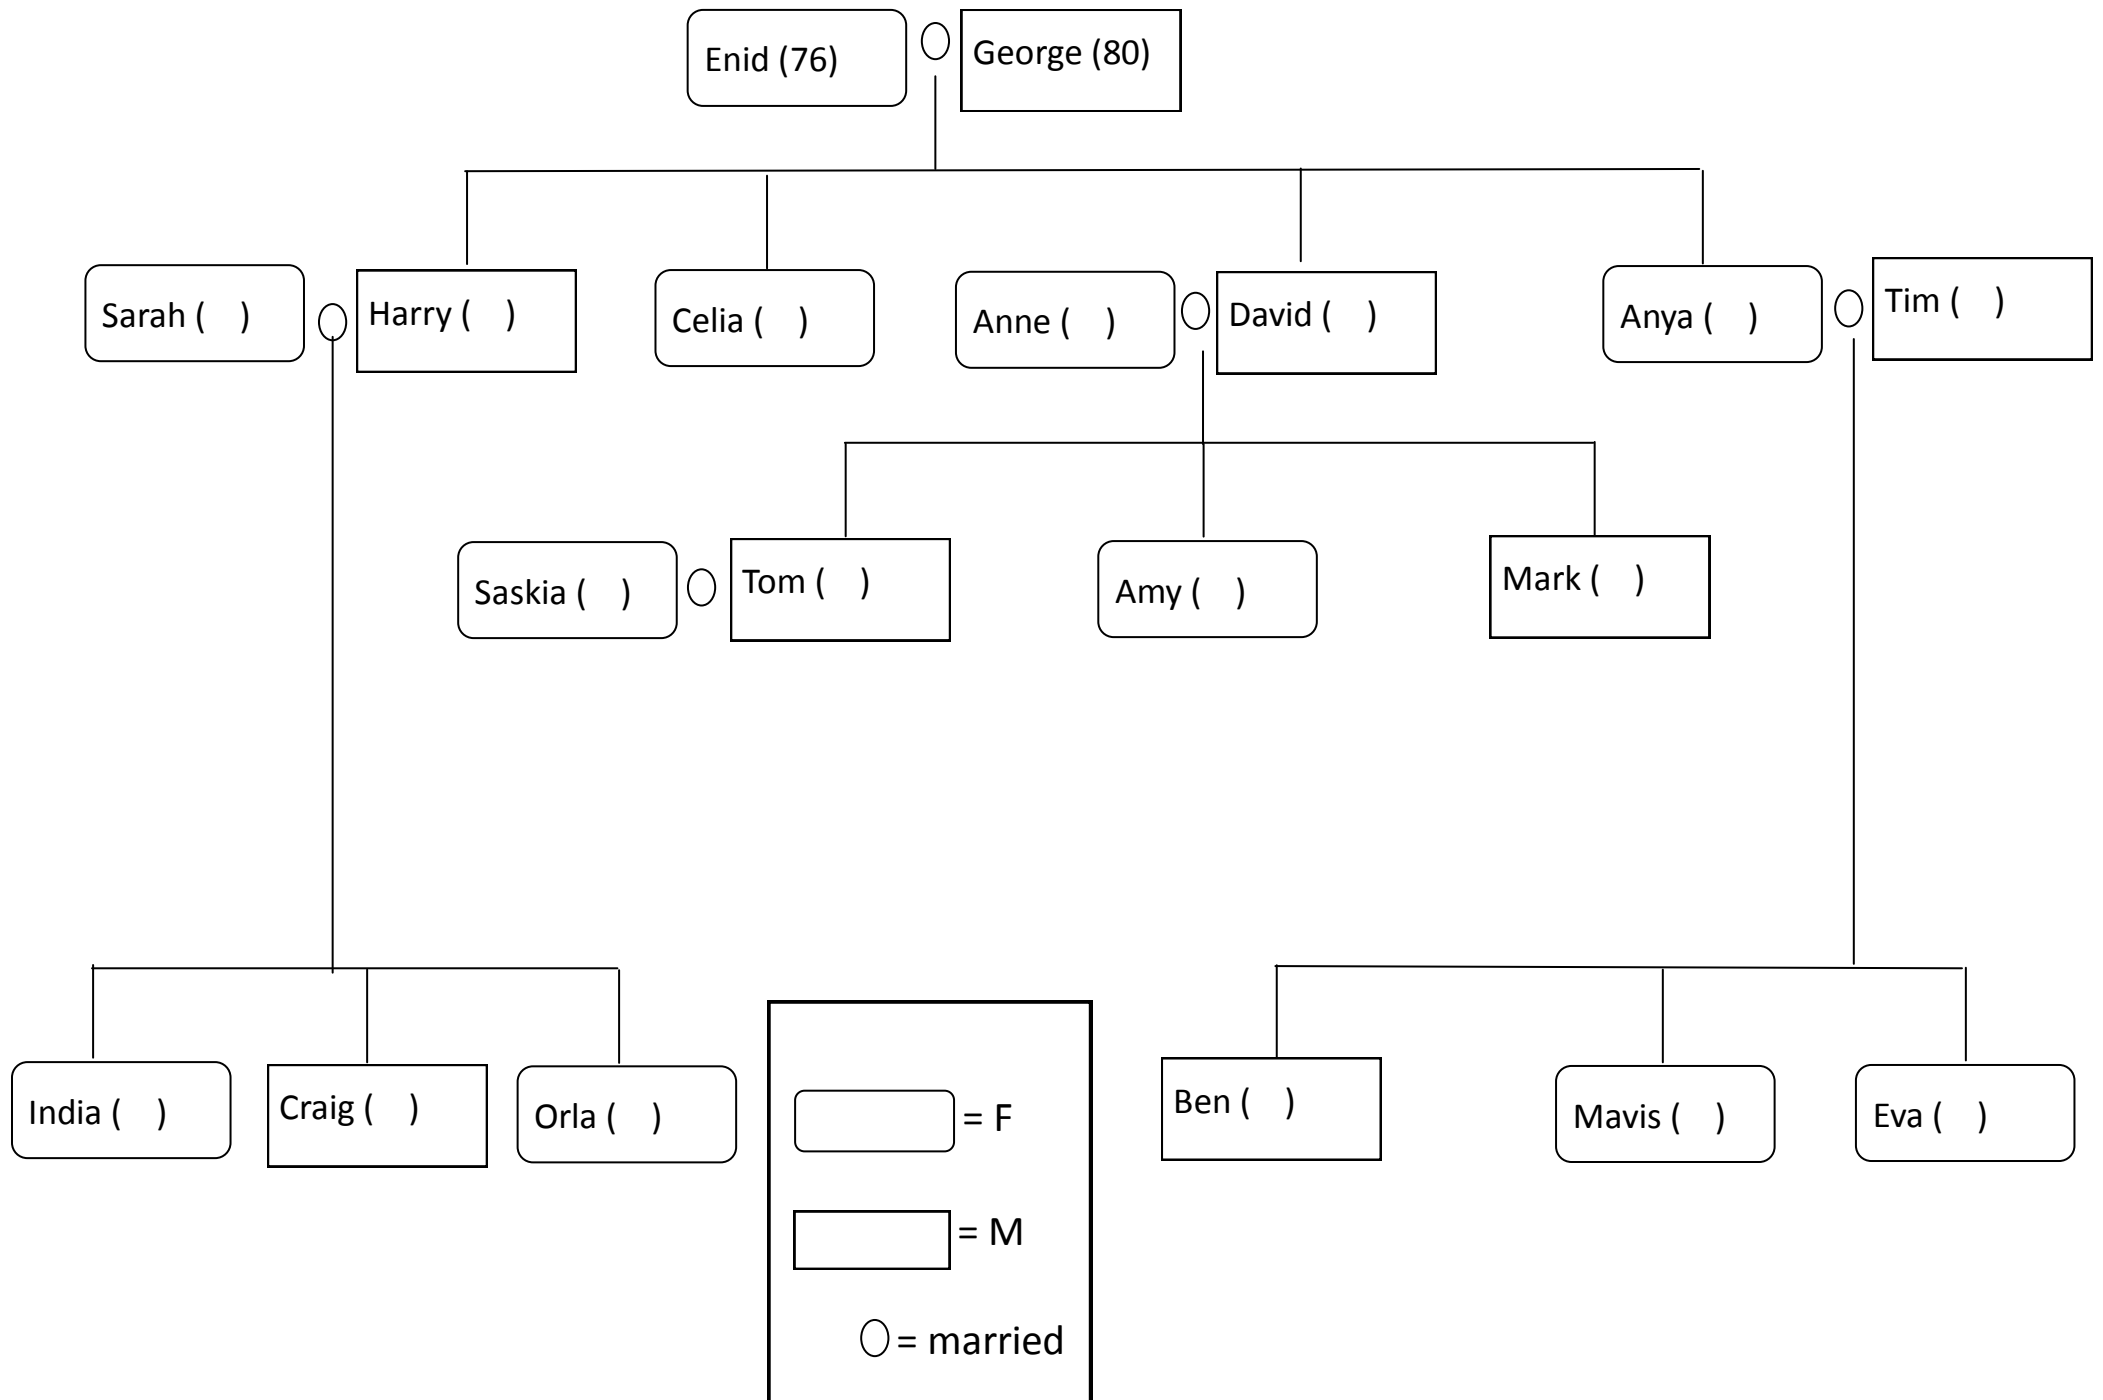 Enid (76)
George (80)
Sarah (   )
Harry (   )
Celia (   )
Anne (   )
David (   )
Anya (   )
Tim (   )
Saskia (   )
Tom (   )
Amy (   )
Mark (   )
India (   )
Craig (   )
Orla (   )
Ben (   )
Mavis (   )
Eva (   )
= F
= M
= married